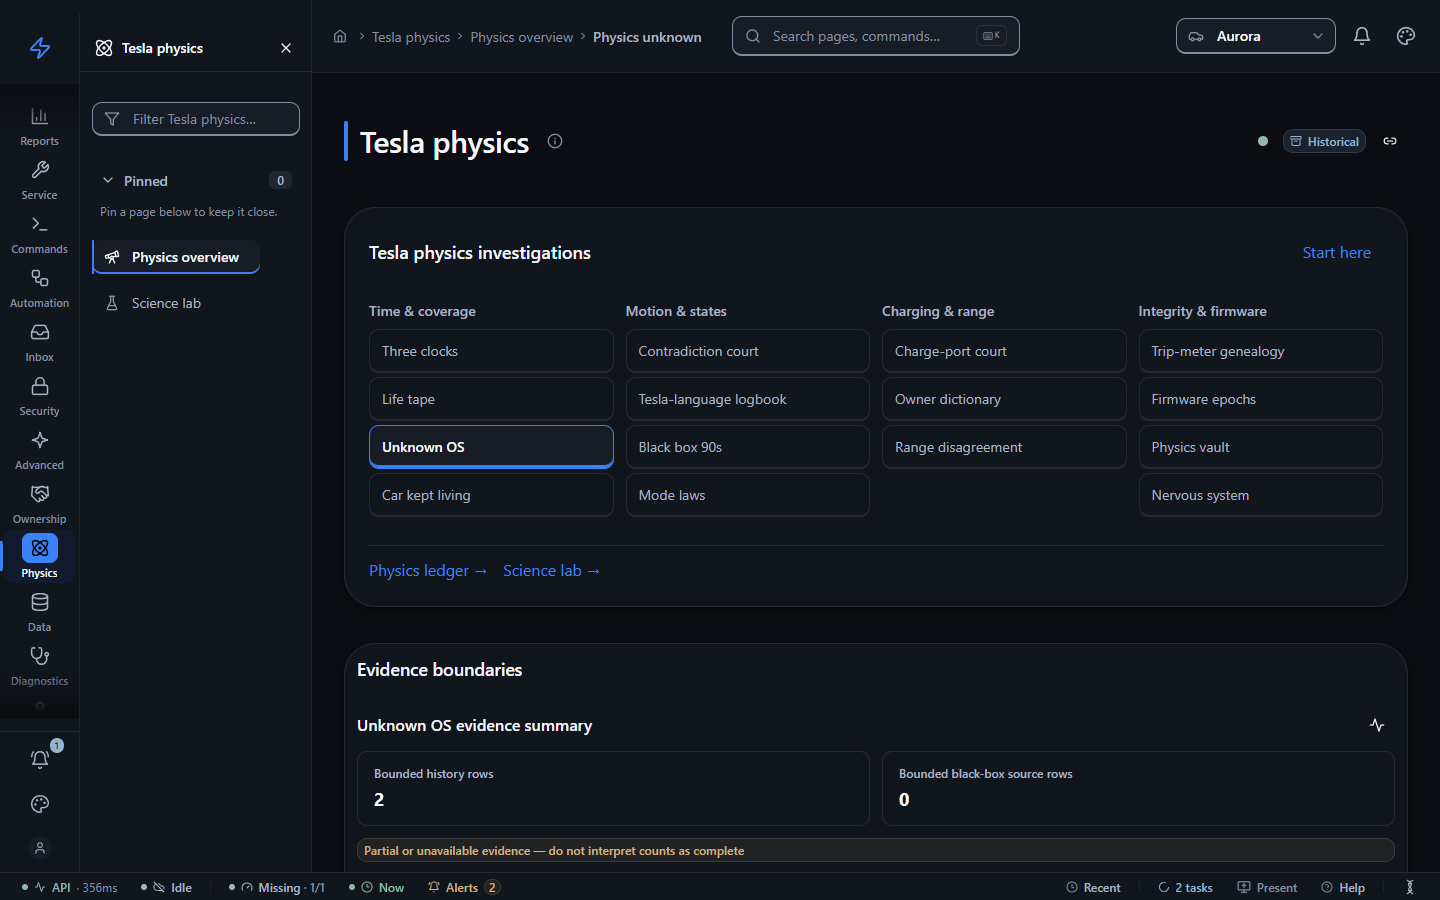 Tesla physics
Tesla physics
Physics overview
Physics unknown
Search pages, commands...
K
Aurora
Filter Tesla physics...
Pinned
0
Pin a page below to keep it close.
Physics overview
Science lab
Reports
Service
Commands
Automation
Inbox
Security
Advanced
Ownership
Physics
Data
Diagnostics
1
Tesla physics
Historical
Tesla physics investigations
Start here
Time & coverage
Three clocks
Life tape
Unknown OS
Car kept living
Motion & states
Contradiction court
Tesla-language logbook
Black box 90s
Mode laws
Charging & range
Charge-port court
Owner dictionary
Range disagreement
Integrity & firmware
Trip-meter genealogy
Firmware epochs
Physics vault
Nervous system
Physics ledger →
Science lab →
Evidence boundaries
Unknown OS evidence summary
Bounded history rows
2
Bounded black-box source rows
0
Partial or unavailable evidence — do not interpret counts as complete
API · 356ms
Idle
Missing · 1/1
Now
Alerts 2
Recent
2 tasks
Present
Help